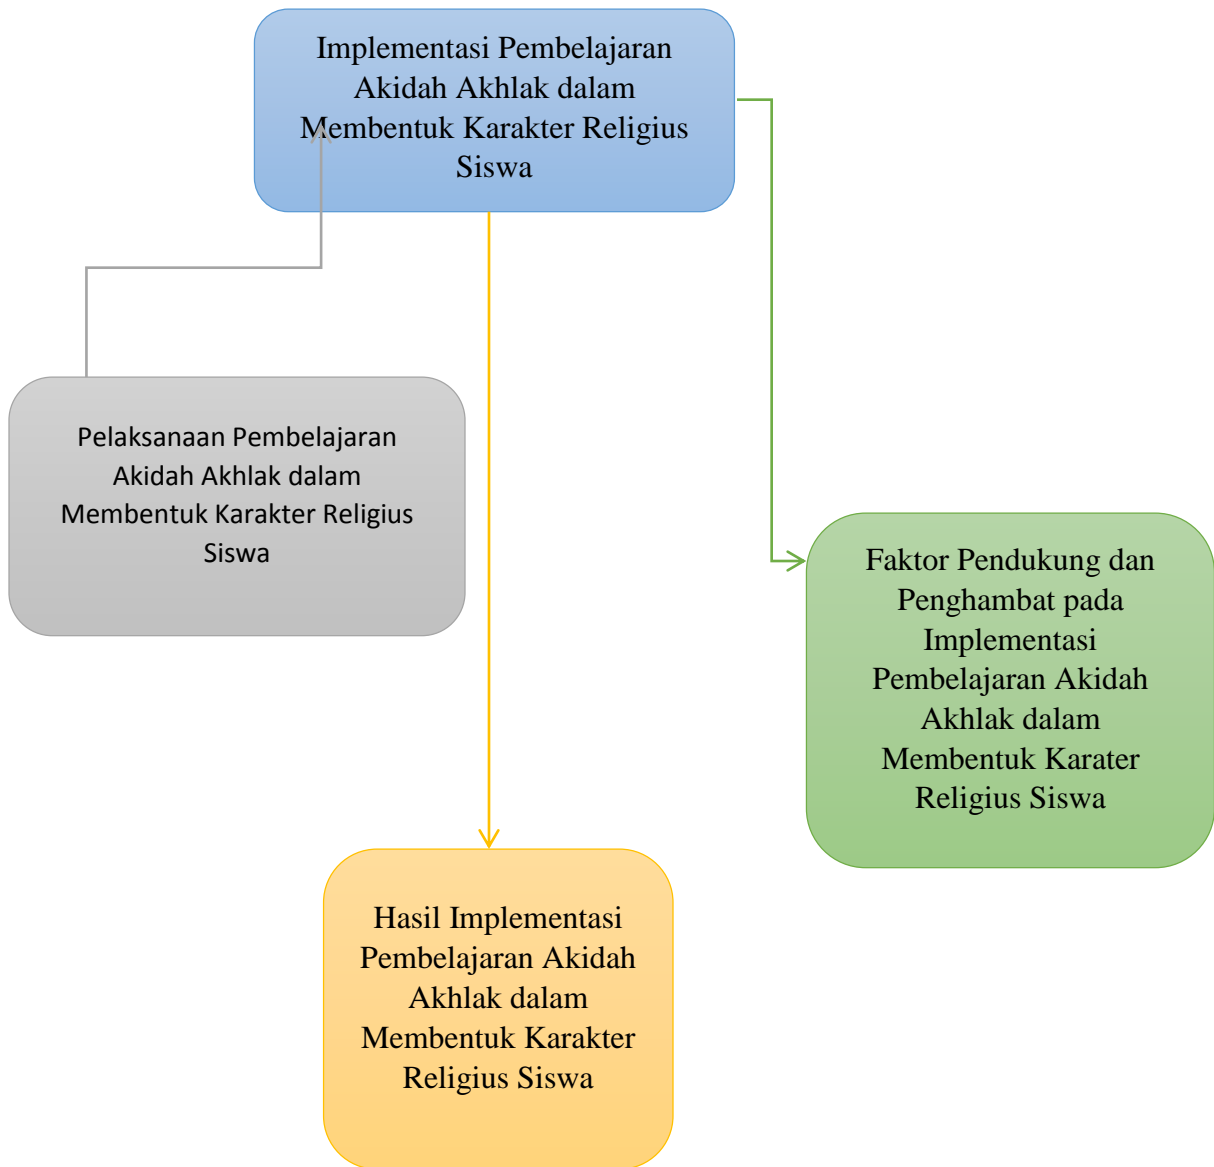 Implementasi Pembelajaran
Akidah Akhlak dalam
Membentuk Karakter Religius
Siswa
Pelaksanaan Pembelajaran
Akidah Akhlak dalam
Membentuk Karakter Religius
Siswa
Faktor Pendukung dan
Penghambat pada
Implementasi
Pembelajaran Akidah
Akhlak dalam
Membentuk Karater
Religius Siswa
Hasil Implementasi
Pembelajaran Akidah
Akhlak dalam
Membentuk Karakter
Religius Siswa